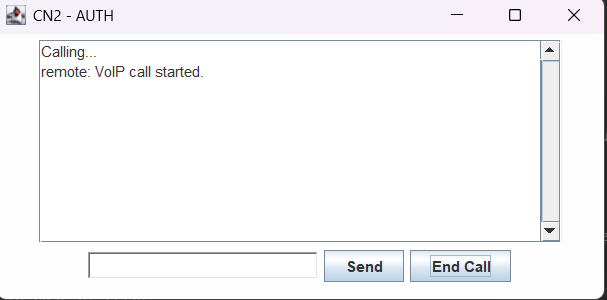 CN2 - AUTH
Calling...
remote: VoIP call started.
Send
End Call